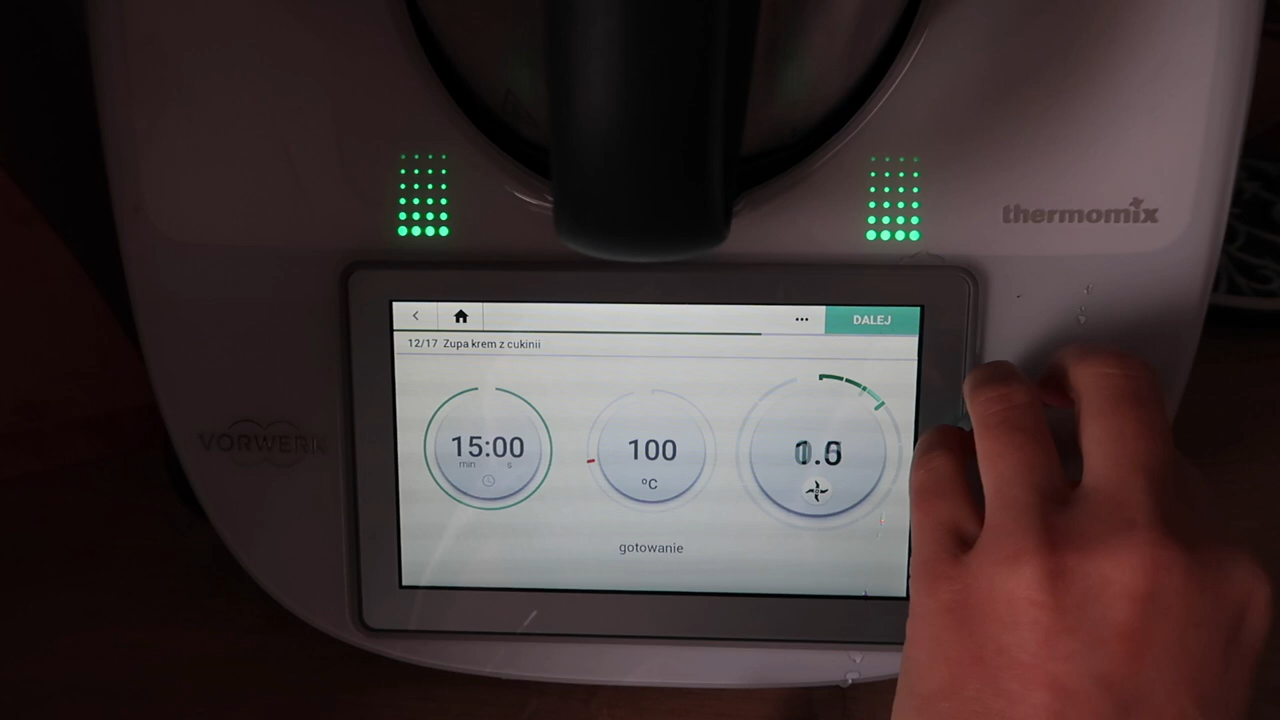 thermomix
DALEJ
12/17 Zupa krem z cukinii
VORWERK
15:00
min s
100
°C
gotowanie